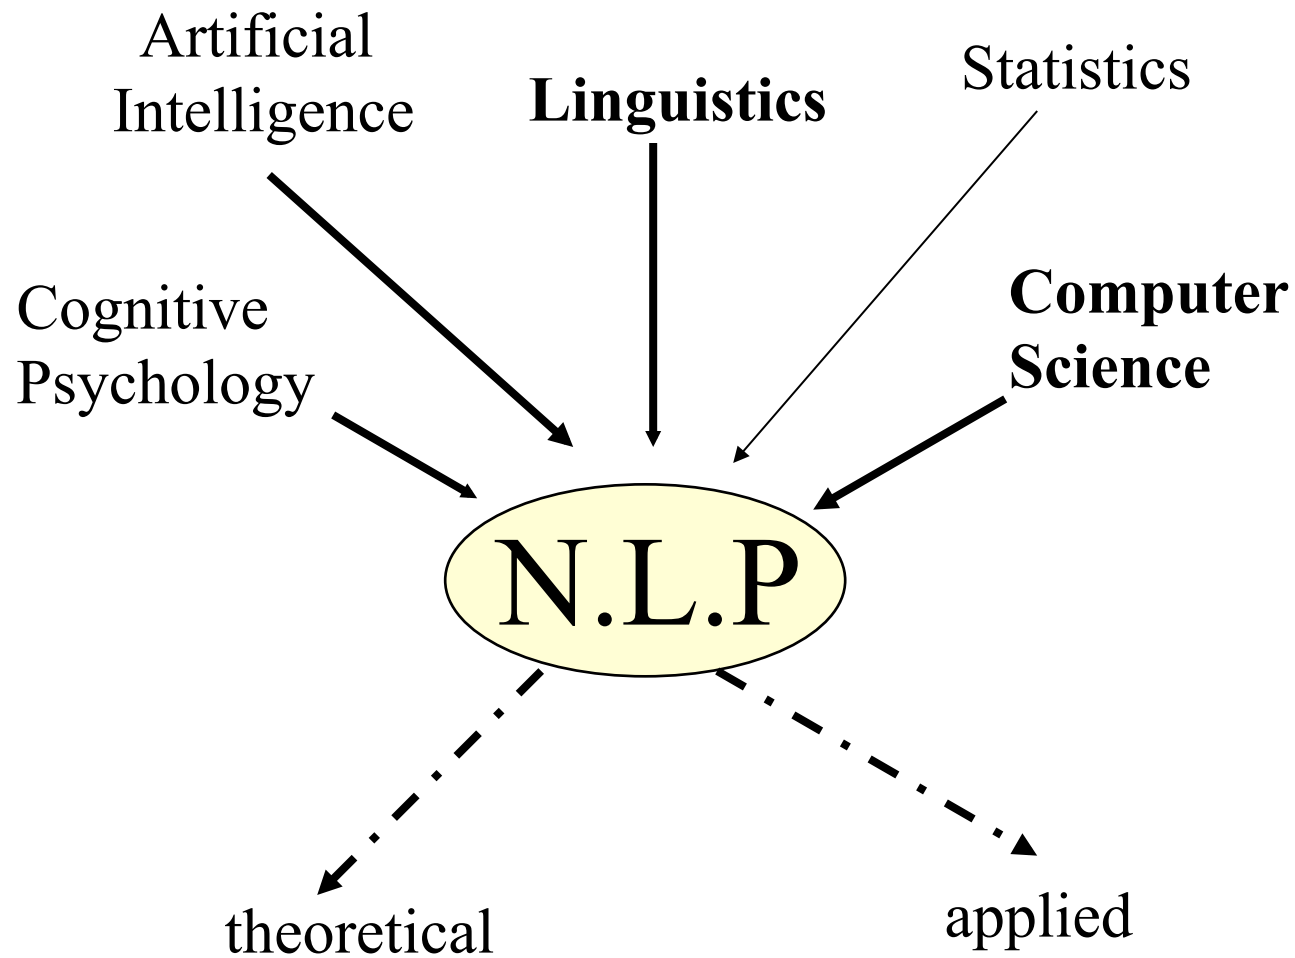 Artificial
Intelligence
Linguistics
Statistics
Cognitive
Psychology
Computer
Science
N.L.P
theoretical
applied